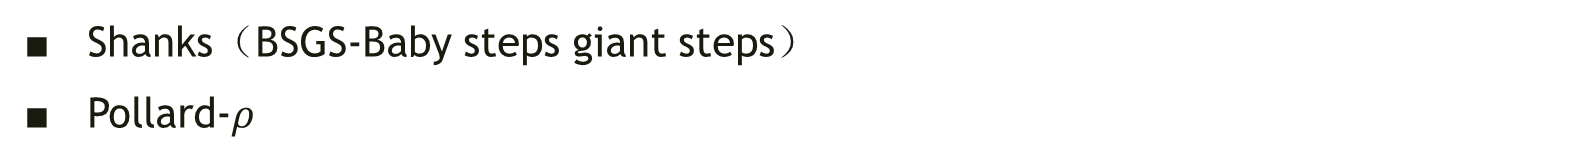 ■ Shanks（BSGS-Baby steps giant steps）
■ Pollard-ρ